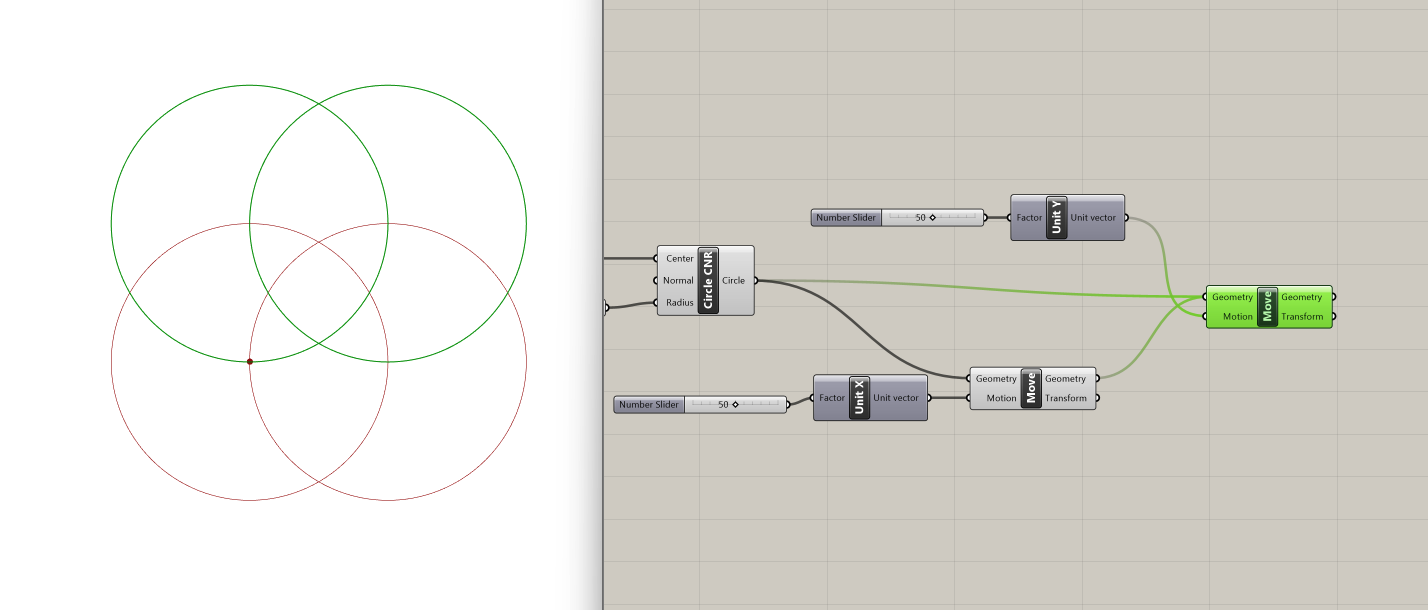 Number Slider 50
Factor Unit Y Unit vector
Center
Normal Circle CNR Circle
Radius
Geometry Move Geometry
Motion Transform
Geometry Move Geometry
Motion Transform
Number Slider 50
Factor Unit X Unit vector